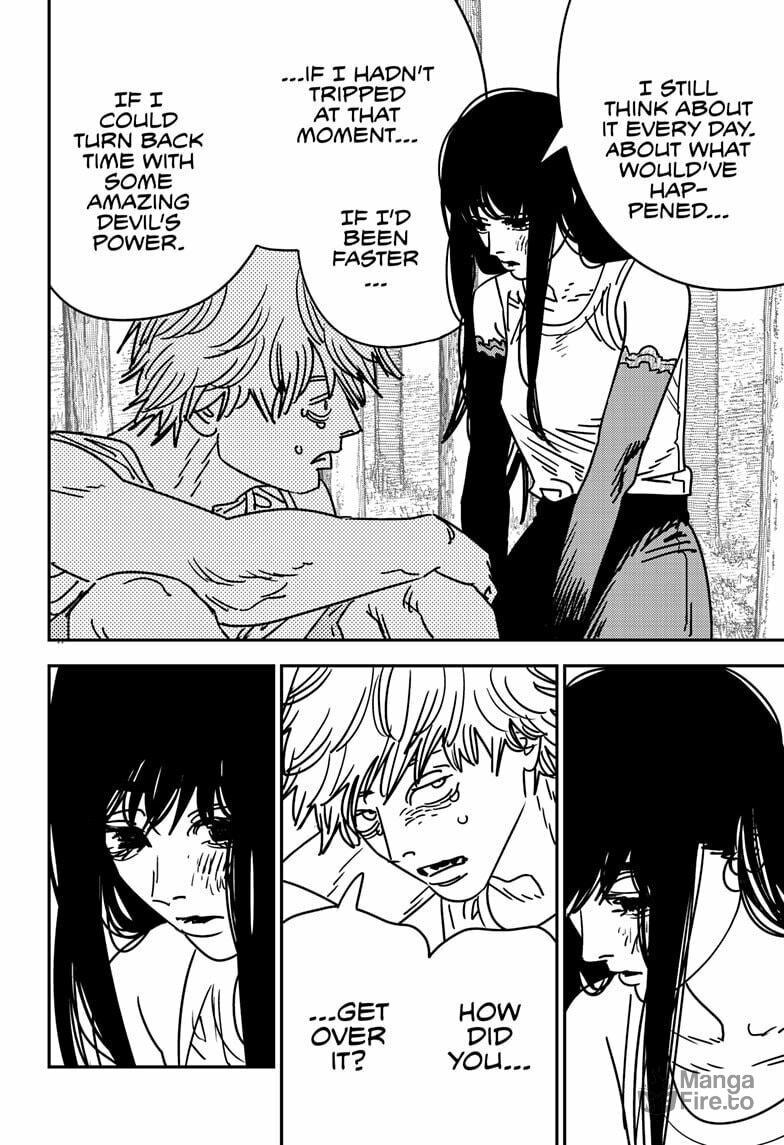 I STILL
THINK ABOUT
IT EVERY DAY.
ABOUT WHAT
WOULD'VE
HAP-
PENED...
...IF I HADN'T
TRIPPED
AT THAT
MOMENT...
IF I'D
BEEN
FASTER
...
IF I
COULD
TURN BACK
TIME WITH
SOME
AMAZING
DEVIL'S
POWER.
HOW
DID
YOU...
...GET
OVER
IT?
Manga
Fire.to